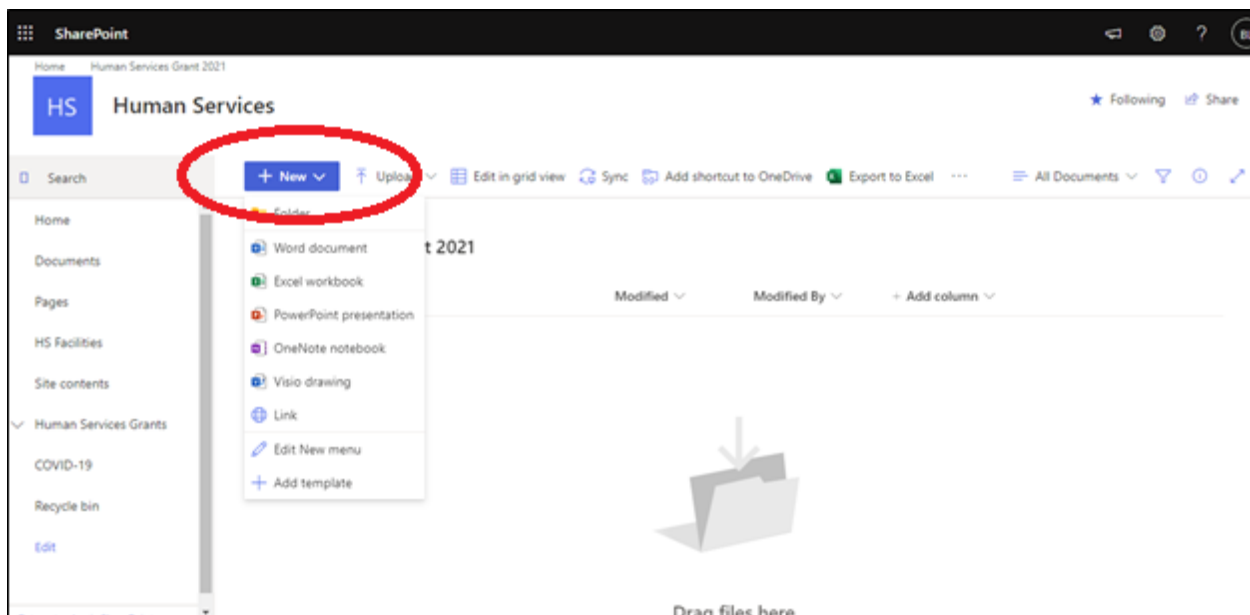 SharePoint
?
Home Human Services Grant 2021
HS Human Services
Following Share
Search
+ New Upload Edit in grid view Sync Add shortcut to OneDrive Export to Excel ... All Documents
Home
Documents
Pages
HS Facilities
Site contents
Human Services Grants
COVID-19
Recycle bin
Edit
Folder
Word document
Excel workbook
PowerPoint presentation
OneNote notebook
Visio drawing
Link
Edit New menu
+ Add template
t 2021
Modified Modified By + Add column
Drag files here